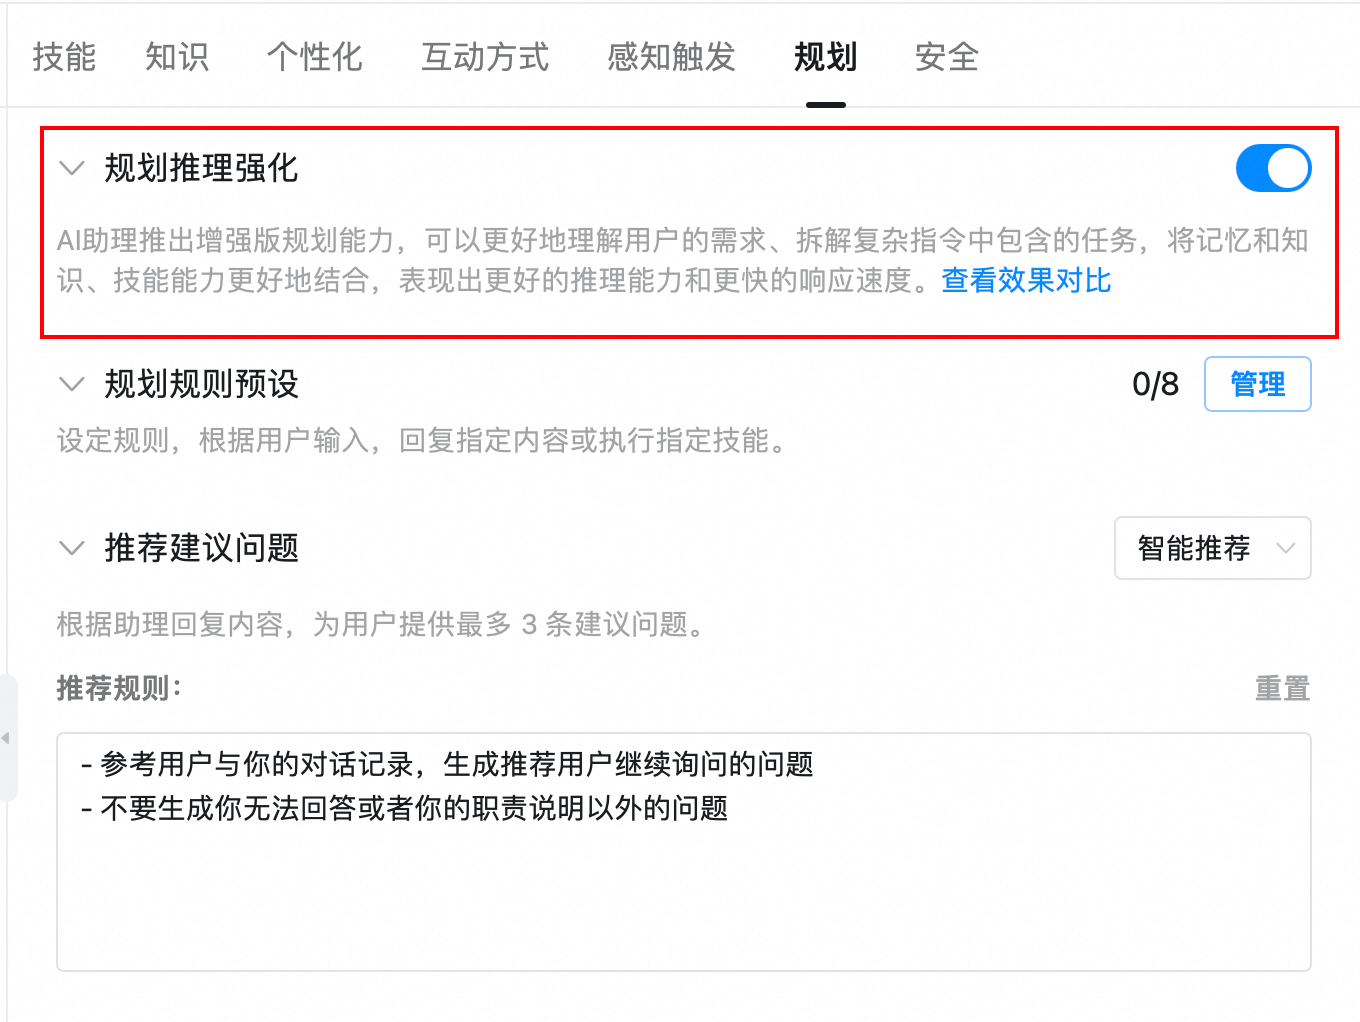 技能 知识 个性化 互动方式 感知触发 规划 安全
规划推理强化
AI助理推出增强版规划能力，可以更好地理解用户的需求、拆解复杂指令中包含的任务，将记忆和知
识、技能能力更好地结合，表现出更好的推理能力和更快的响应速度。查看效果对比
规划规则预设 0/8 管理
设定规则，根据用户输入，回复指定内容或执行指定技能。
推荐建议问题 智能推荐
根据助理回复内容，为用户提供最多 3 条建议问题。
推荐规则： 重置
- 参考用户与你的对话记录，生成推荐用户继续询问的问题
- 不要生成你无法回答或者你的职责说明以外的问题